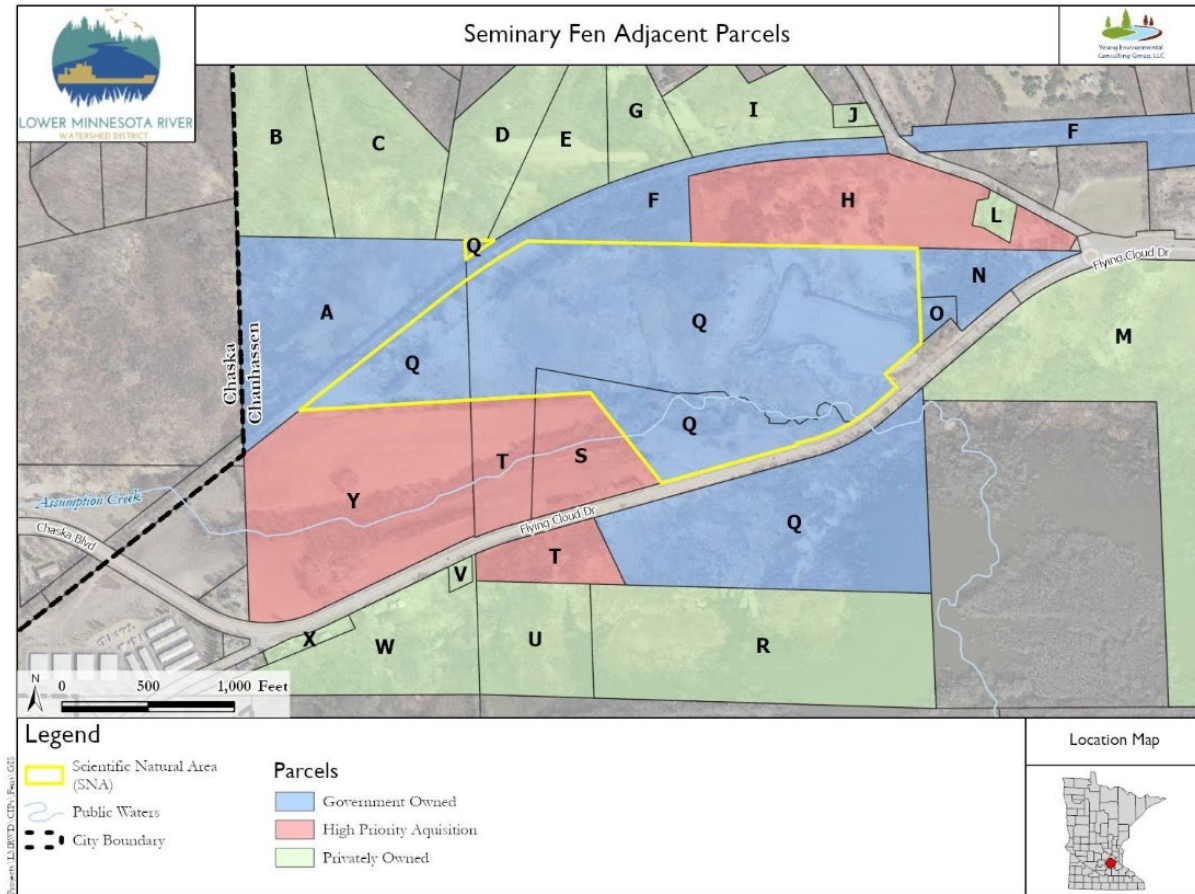 Seminary Fen Adjacent Parcels
LOWER MINNESOTA RIVER
WATERSHED DISTRICT
Young Environmental
Consulting Group, LLC
B
C
D
E
G
I
J
F
F
H
L
Q
A
N
Flying Cloud Dr
O
Q
Q
M
Chaska
Chanhassen
Q
T
S
Y
Assumption Creek
Chaska Blvd
Flying Cloud Dr
Q
T
V
X
W
U
R
N
0 500 1,000 Feet
Legend
Scientific Natural Area
(SNA)
Public Waters
City Boundary
Parcels
Government Owned
High Priority Aquisition
Privately Owned
Location Map